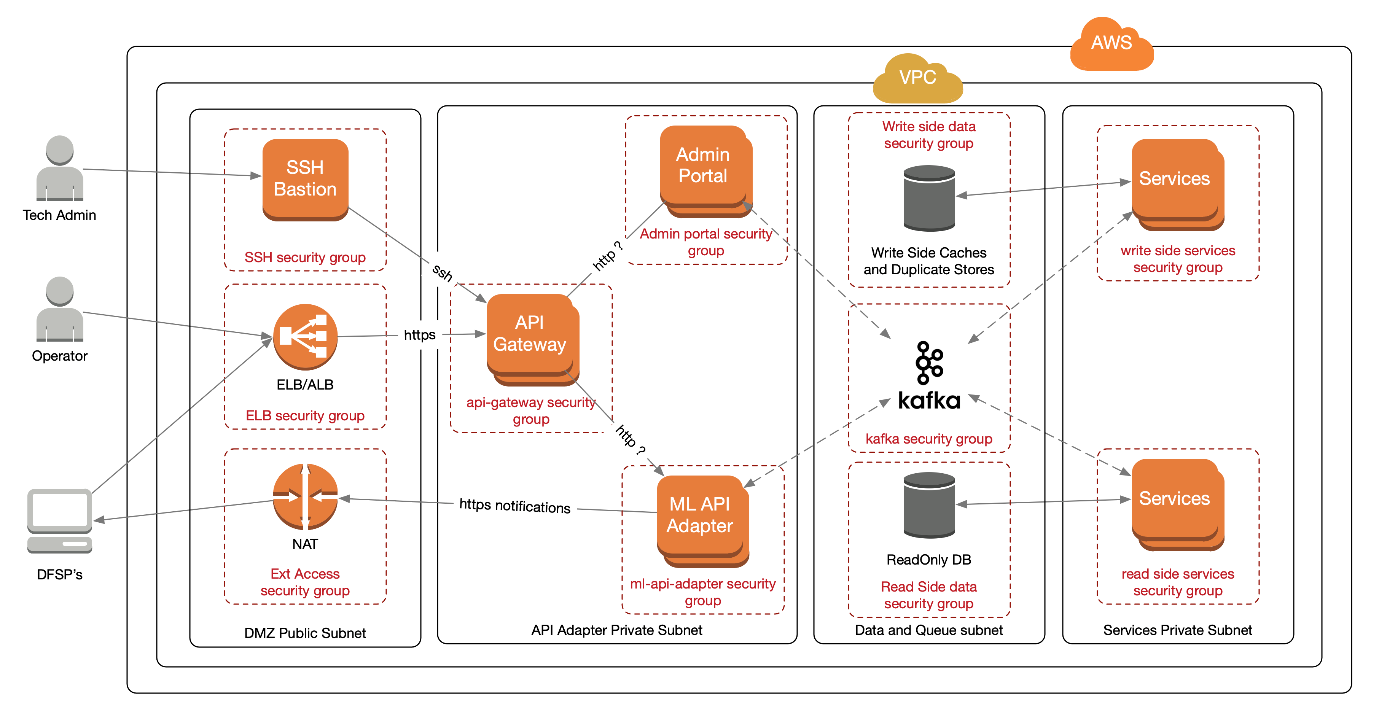 AWS
VPC
Tech Admin
Operator
DFSP's
SSH
Bastion
SSH security group
ELB/ALB
ELB security group
NAT
Ext Access
security group
DMZ Public Subnet
ssh
https
https notifications
API
Gateway
api-gateway security
group
http ?
http ?
Admin
Portal
Admin portal security
group
ML API
Adapter
ml-api-adapter security
group
API Adapter Private Subnet
Write side data
security group
Write Side Caches
and Duplicate Stores
kafka
kafka security group
ReadOnly DB
Read Side data
security group
Data and Queue subnet
Services
write side services
security group
Services
read side services
security group
Services Private Subnet